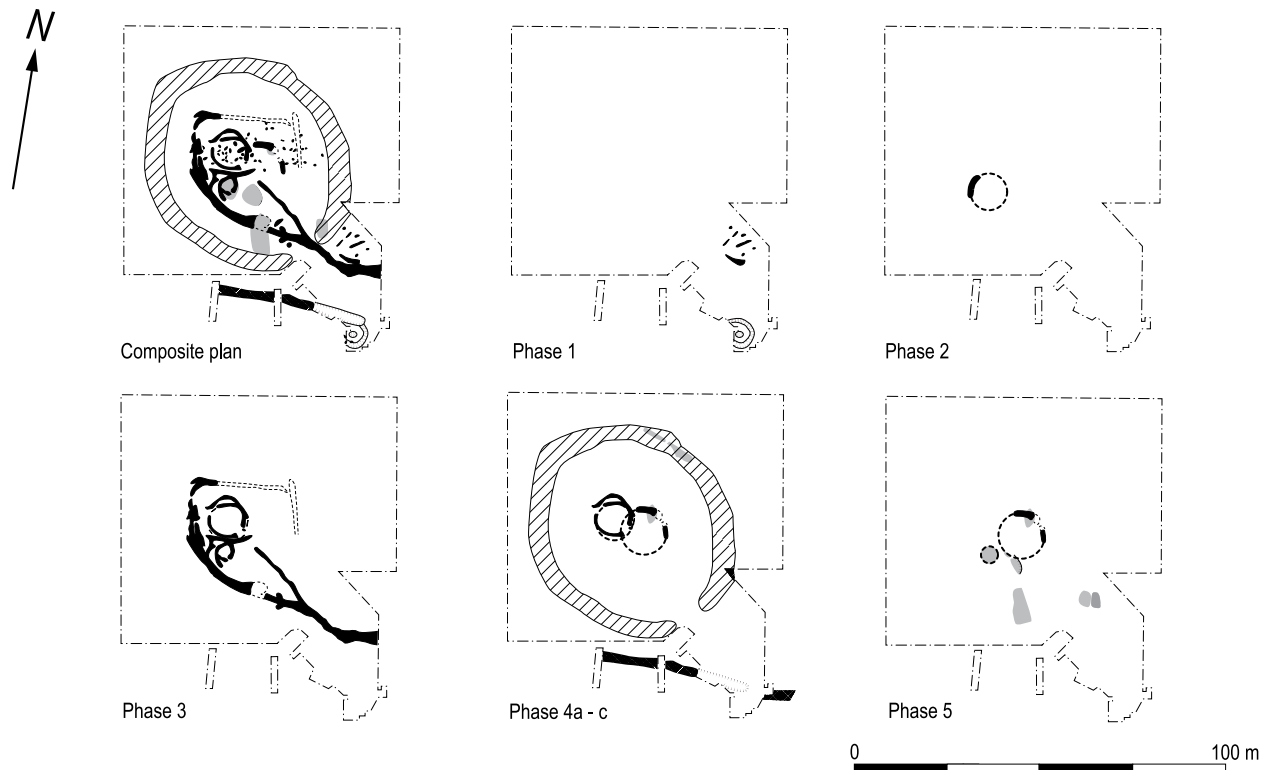 N
Composite plan
Phase 1
Phase 2
Phase 3
Phase 4a - c
Phase 5
0 100 m